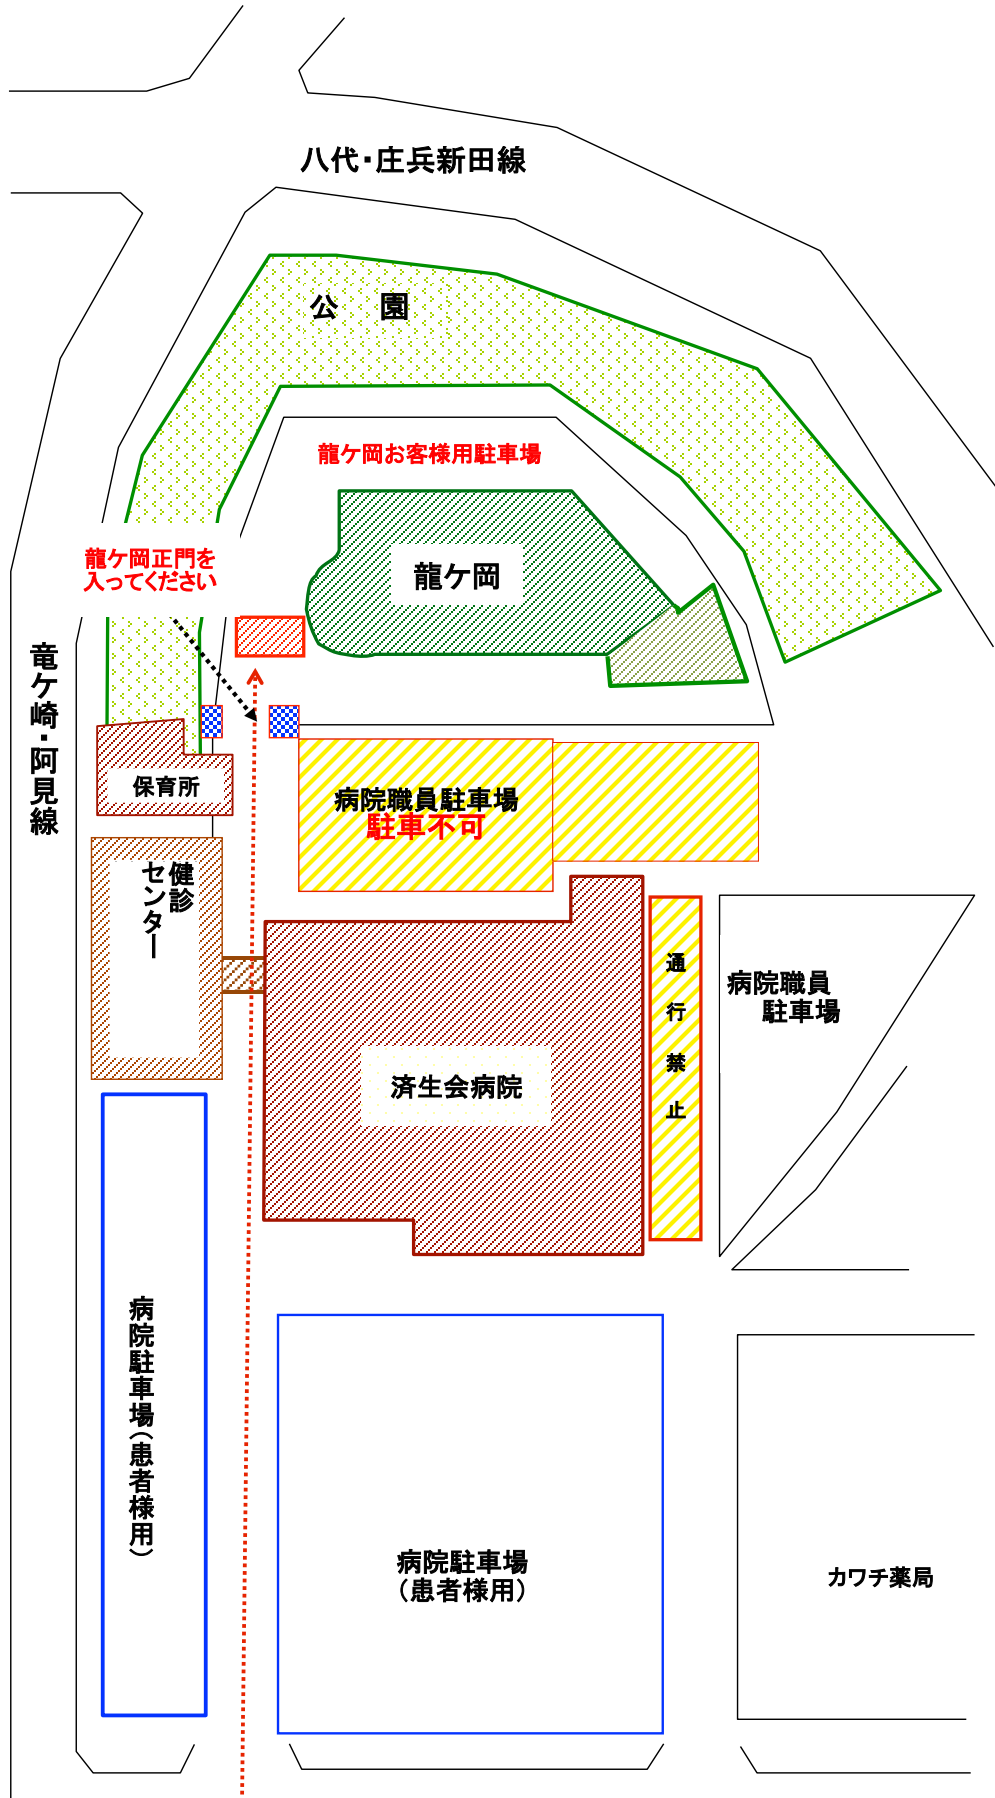 八代・庄兵新田線
公　園
龍ケ岡お客様用駐車場
龍ケ岡正門を
入ってください
龍ケ岡
竜ケ崎・阿見線
保育所
病院職員駐車場
駐車不可
健診
センター
通行禁止
病院職員
駐車場
済生会病院
病院駐車場（患者様用）
病院駐車場
（患者様用）
カワチ薬局